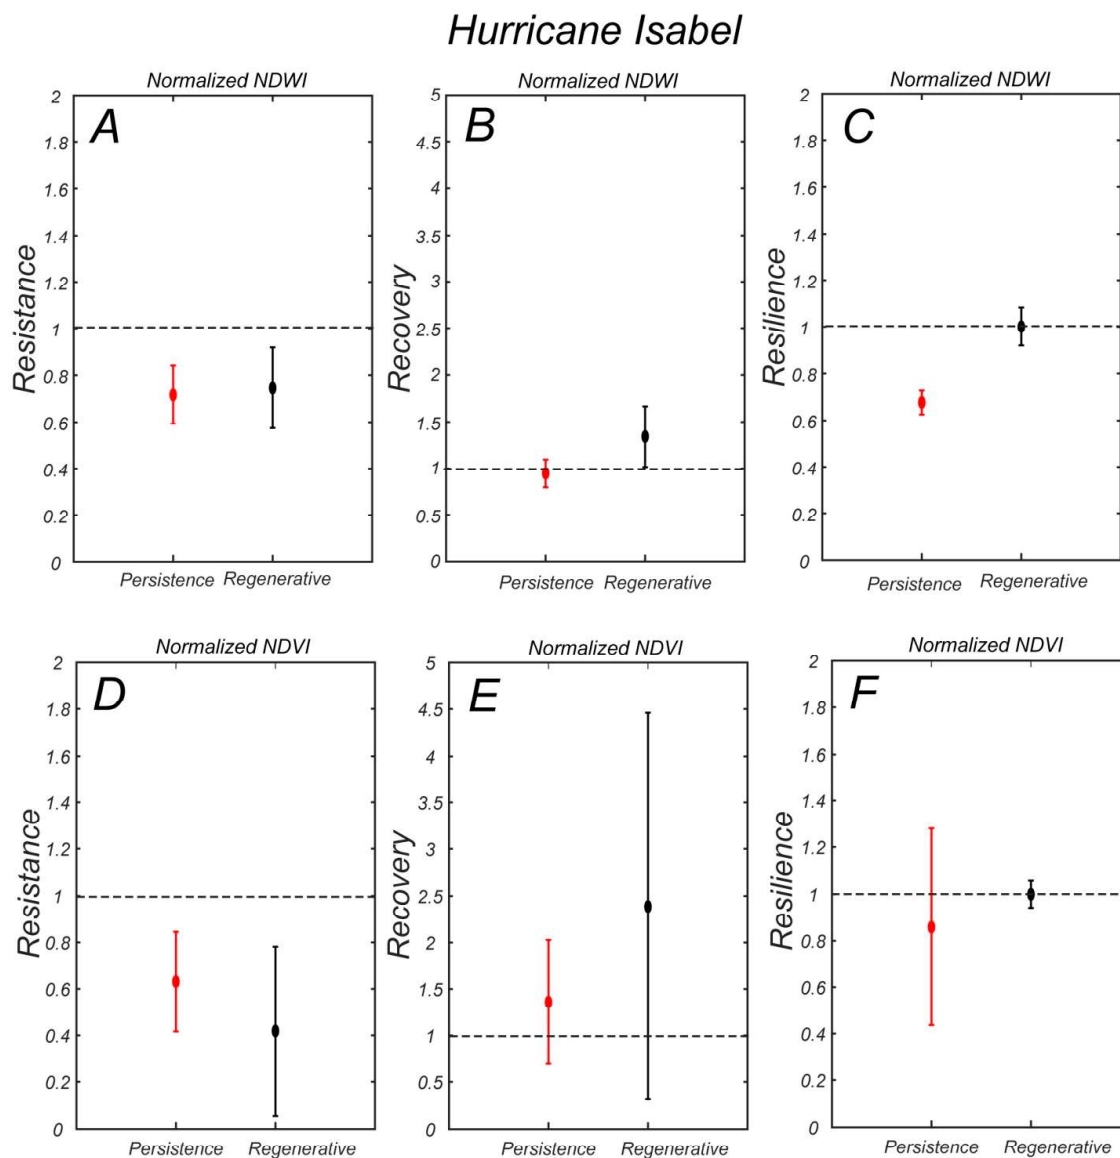 Hurricane Isabel
Normalized NDWI
A
Resistance
2
1.8
1.6
1.4
1.2
1
0.8
0.6
0.4
0.2
0
Persistence Regenerative
Normalized NDWI
B
Recovery
5
4.5
4
3.5
3
2.5
2
1.5
1
0.5
0
Persistence Regenerative
Normalized NDWI
C
Resilience
2
1.8
1.6
1.4
1.2
1
0.8
0.6
0.4
0.2
0
Persistence Regenerative
Normalized NDVI
D
Resistance
2
1.8
1.6
1.4
1.2
1
0.8
0.6
0.4
0.2
0
Persistence Regenerative
Normalized NDVI
E
Recovery
5
4.5
4
3.5
3
2.5
2
1.5
1
0.5
0
Persistence Regenerative
Normalized NDVI
F
Resilience
2
1.8
1.6
1.4
1.2
1
0.8
0.6
0.4
0.2
0
Persistence Regenerative